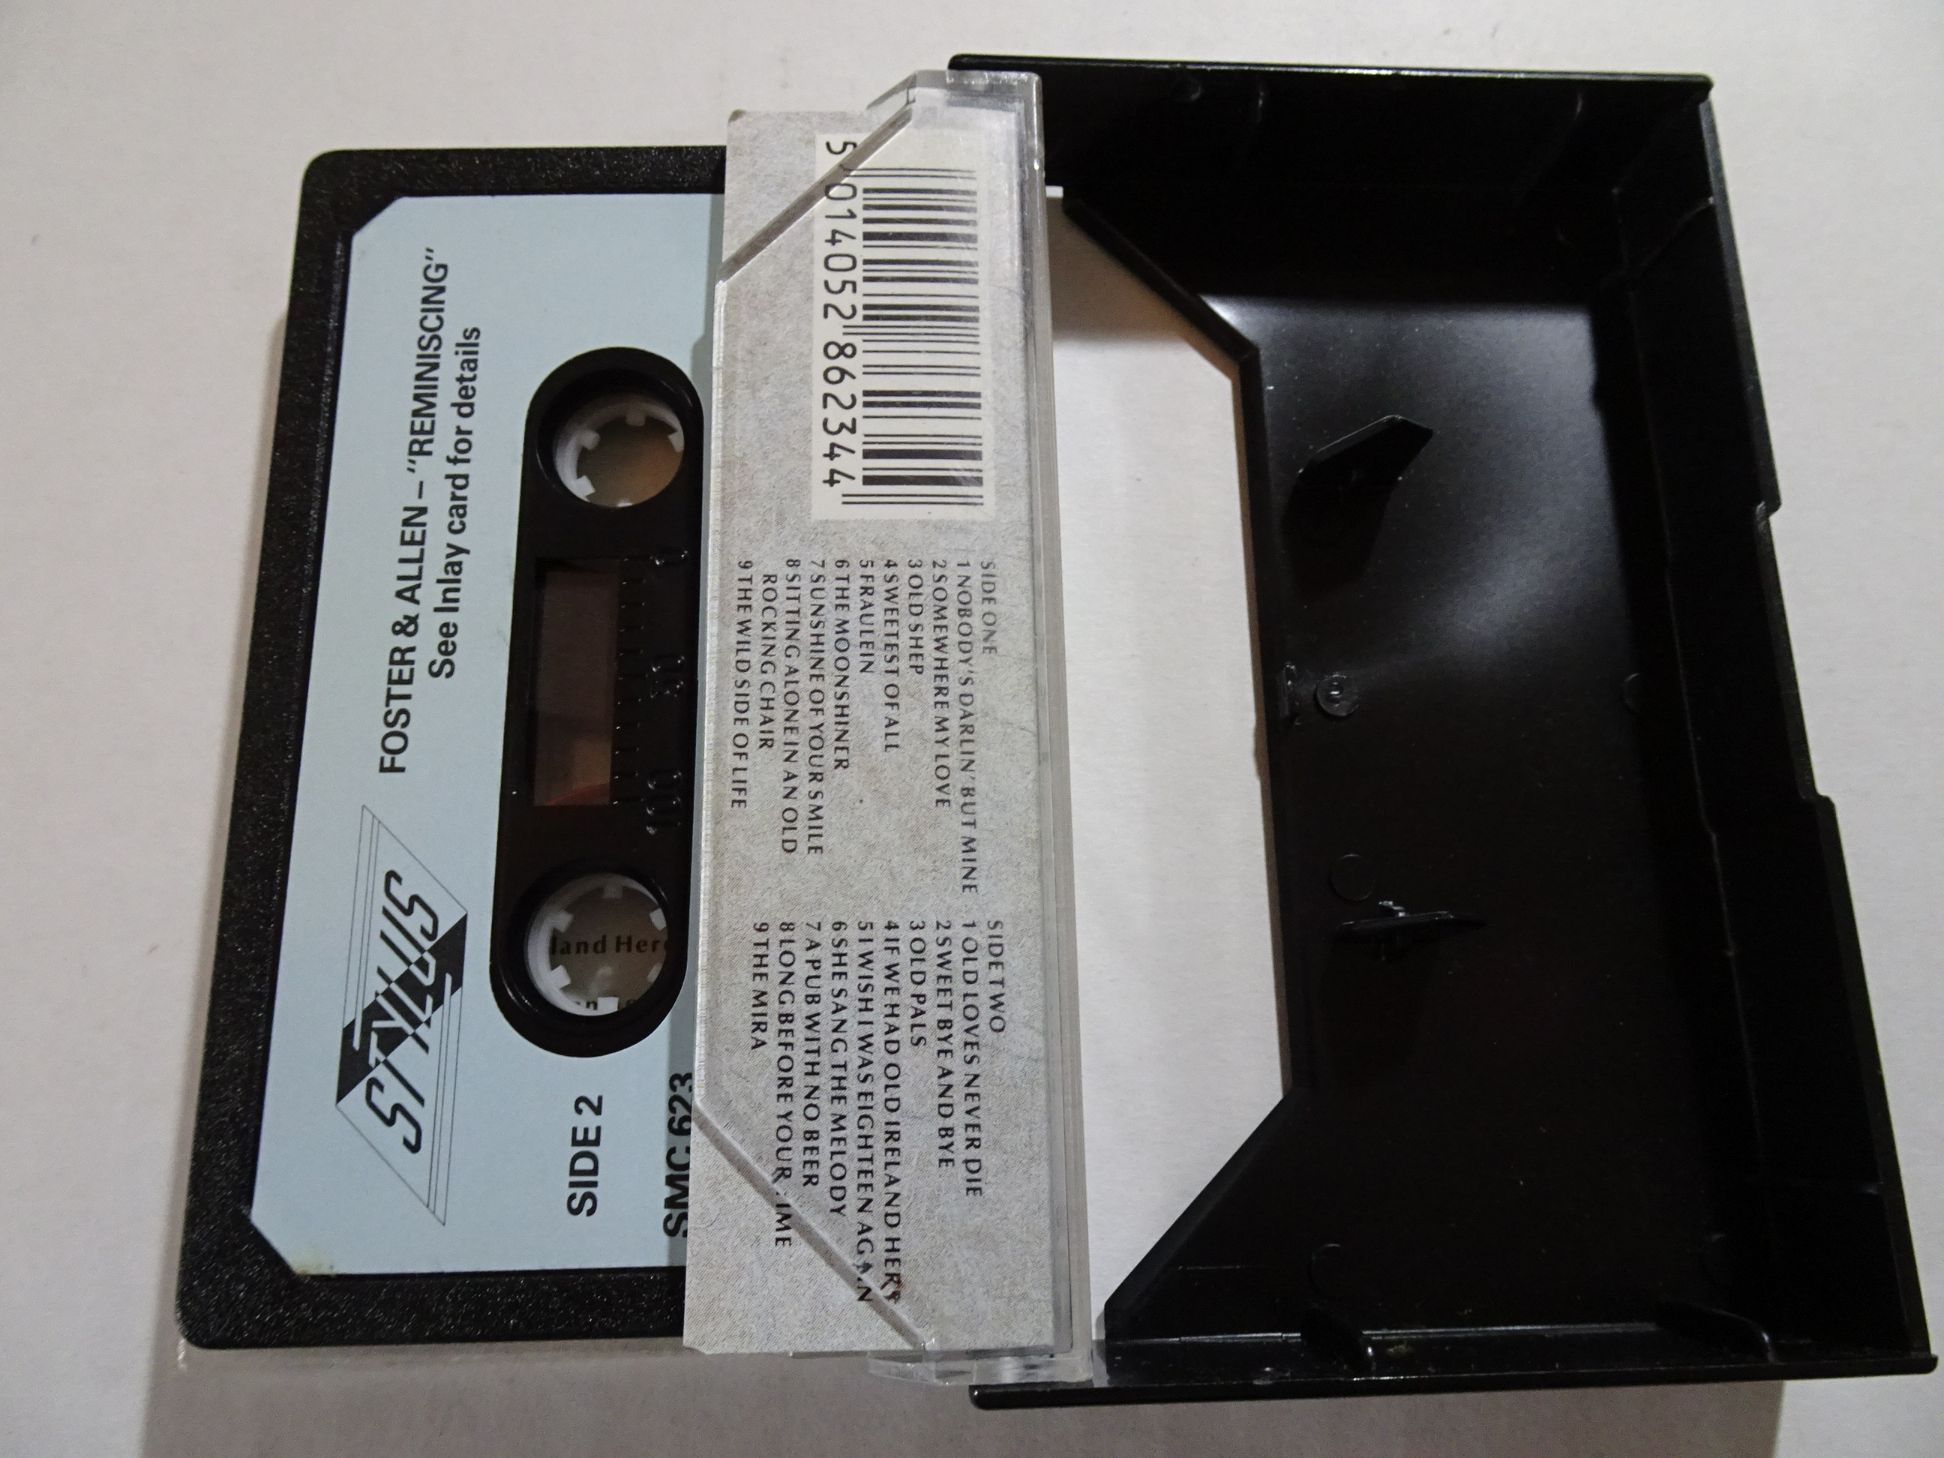 FOSTER & ALLEN – "REMINISCING"
See Inlay card for details
STYLUS
SIDE 2
SMC 623
5 014052 862344
SIDE ONE
1 NOBODY'S DARLIN' BUT MINE
2 SOMEWHERE MY LOVE
3 OLD SHEP
4 SWEETEST OF ALL
5 FRAULEIN
6 THE MOONSHINER
7 SUNSHINE OF YOUR SMILE
8 SITTING ALONE IN AN OLD
ROCKING CHAIR
9 THE WILD SIDE OF LIFE
SIDE TWO
1 OLD LOVES NEVER DIE
2 SWEET BYE AND BYE
3 OLD PALS
4 IF WE HAD OLD IRELAND HERE
5 I WISH I WAS EIGHTEEN AGAIN
6 SHE SANG THE MELODY
7 A PUB WITH NO BEER
8 LONG BEFORE YOUR TIME
9 THE MIRA
50
100
land Here